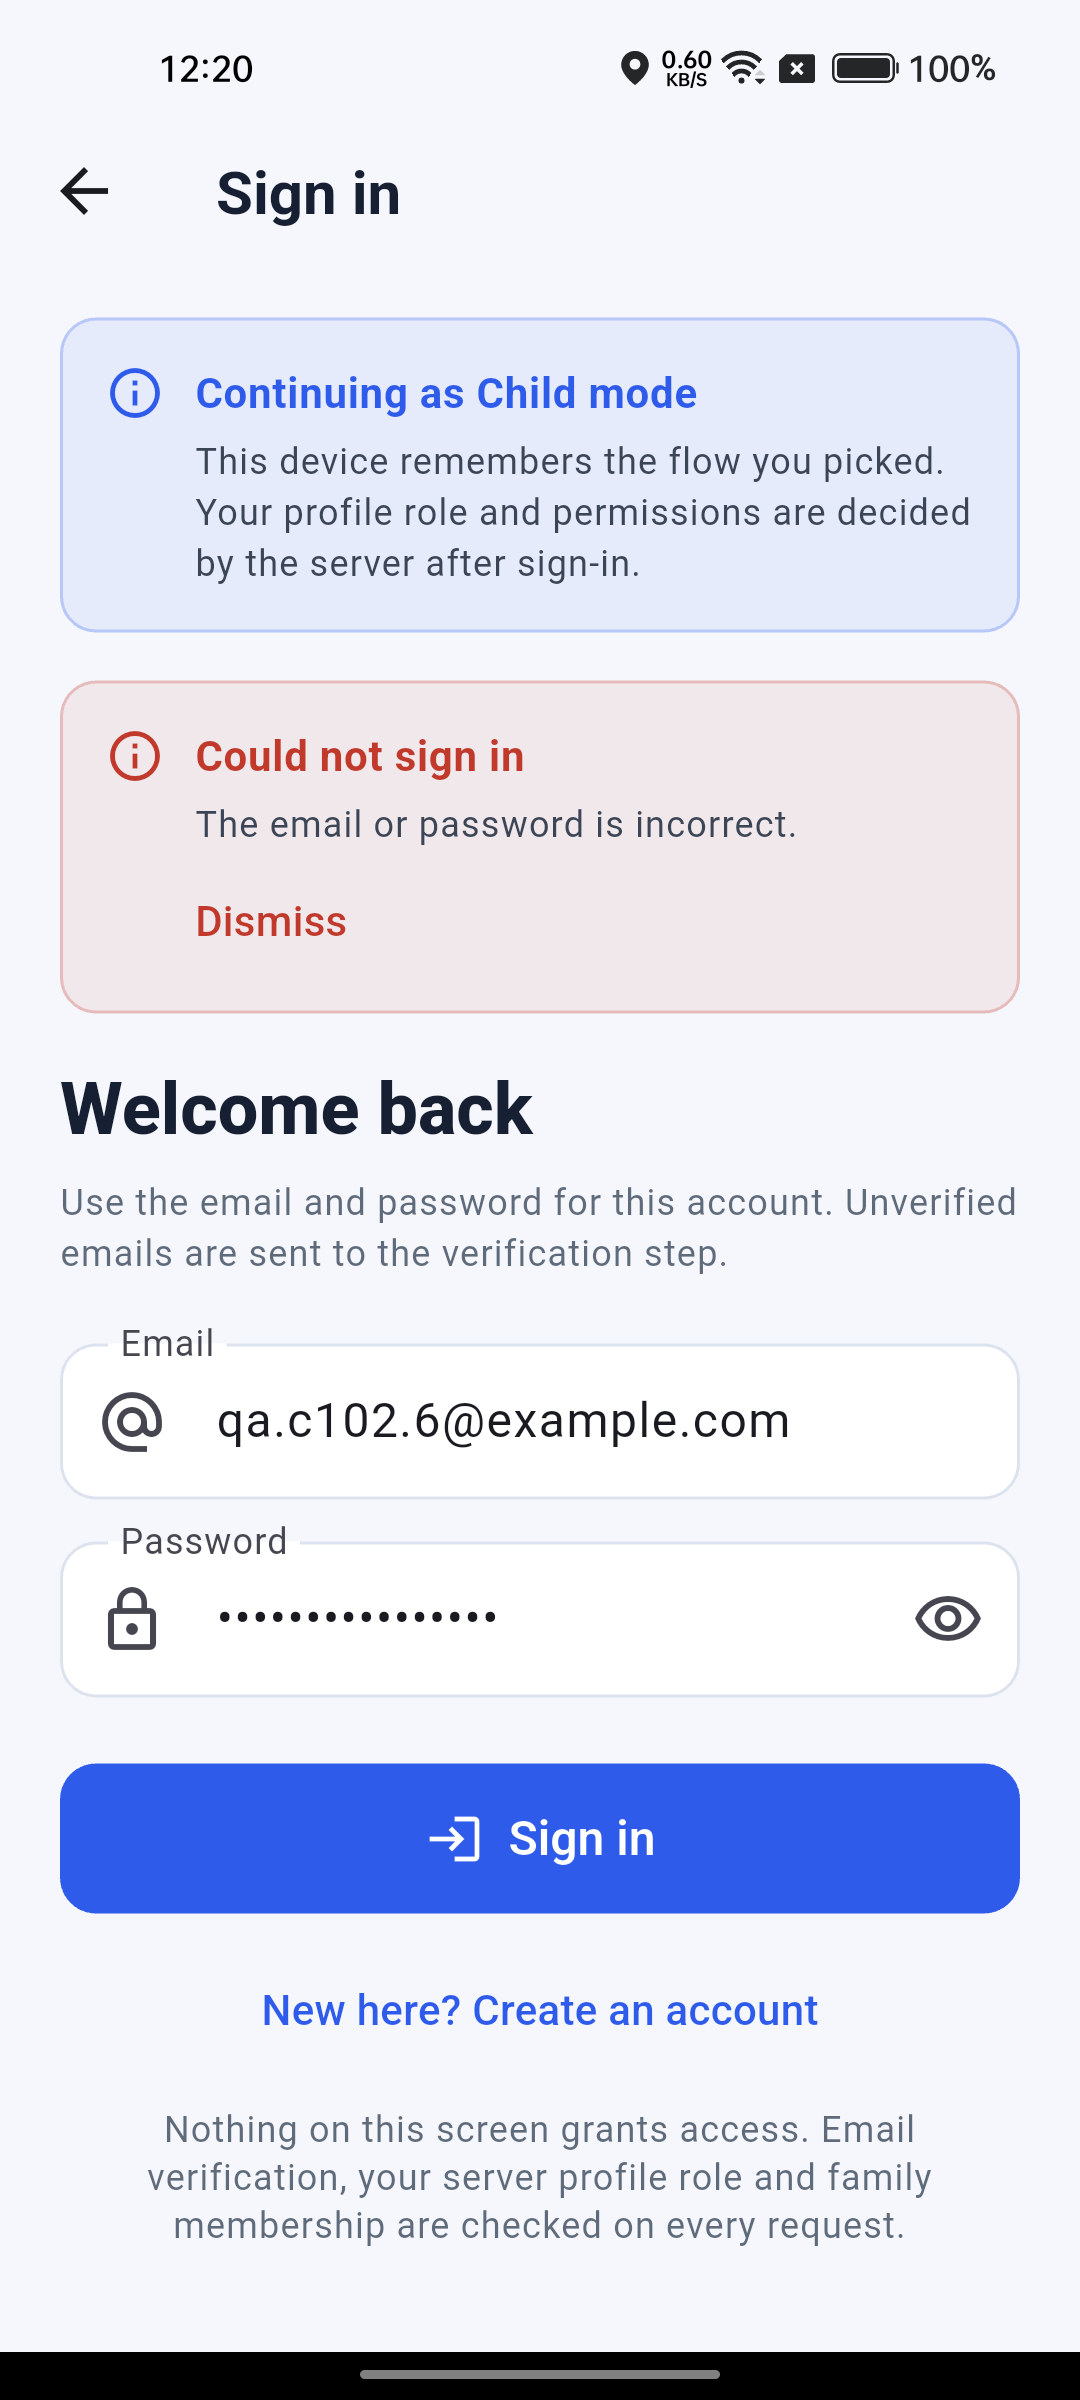 12:20
0.60
KB/S
100%
Sign in
Continuing as Child mode
This device remembers the flow you picked.
Your profile role and permissions are decided
by the server after sign-in.
Could not sign in
The email or password is incorrect.
Dismiss
Welcome back
Use the email and password for this account. Unverified
emails are sent to the verification step.
Email
qa.c102.6@example.com
Password
••••••••••••••••
Sign in
New here? Create an account
Nothing on this screen grants access. Email
verification, your server profile role and family
membership are checked on every request.